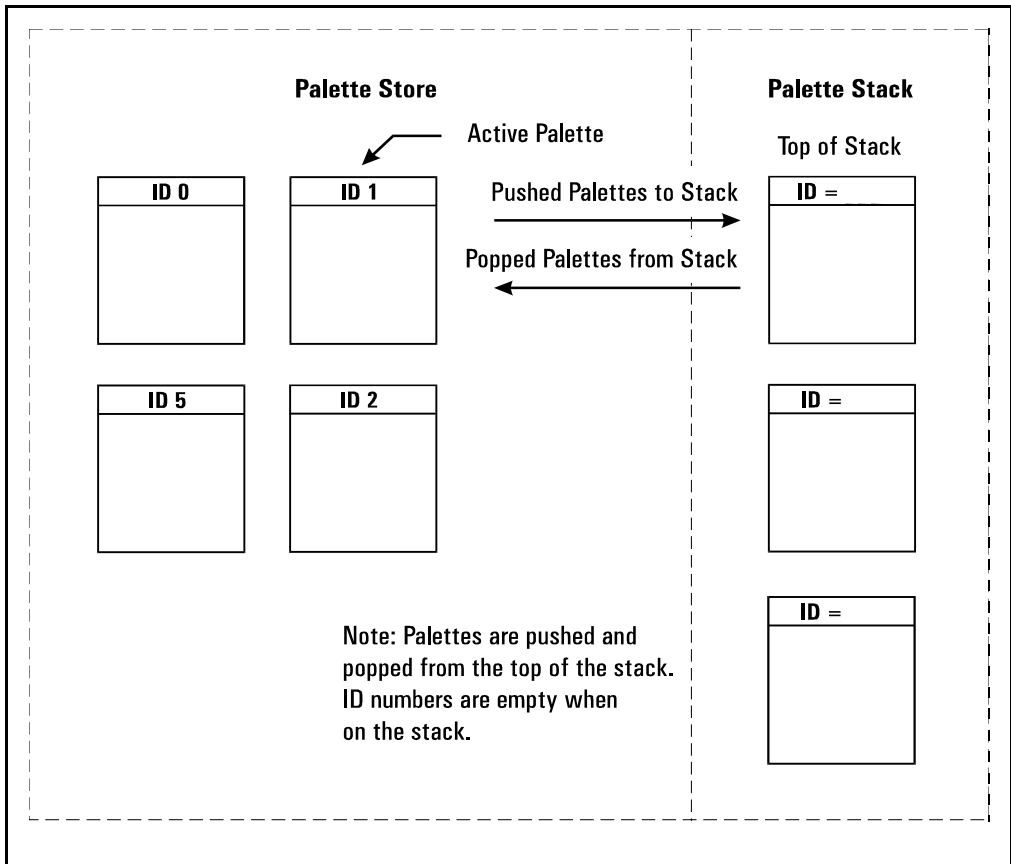 Palette Store
Palette Stack
Active Palette
Top of Stack
ID 0
ID 1
Pushed Palettes to Stack
ID =
Popped Palettes from Stack
ID 5
ID 2
ID =
ID =
Note: Palettes are pushed and
popped from the top of the stack.
ID numbers are empty when
on the stack.